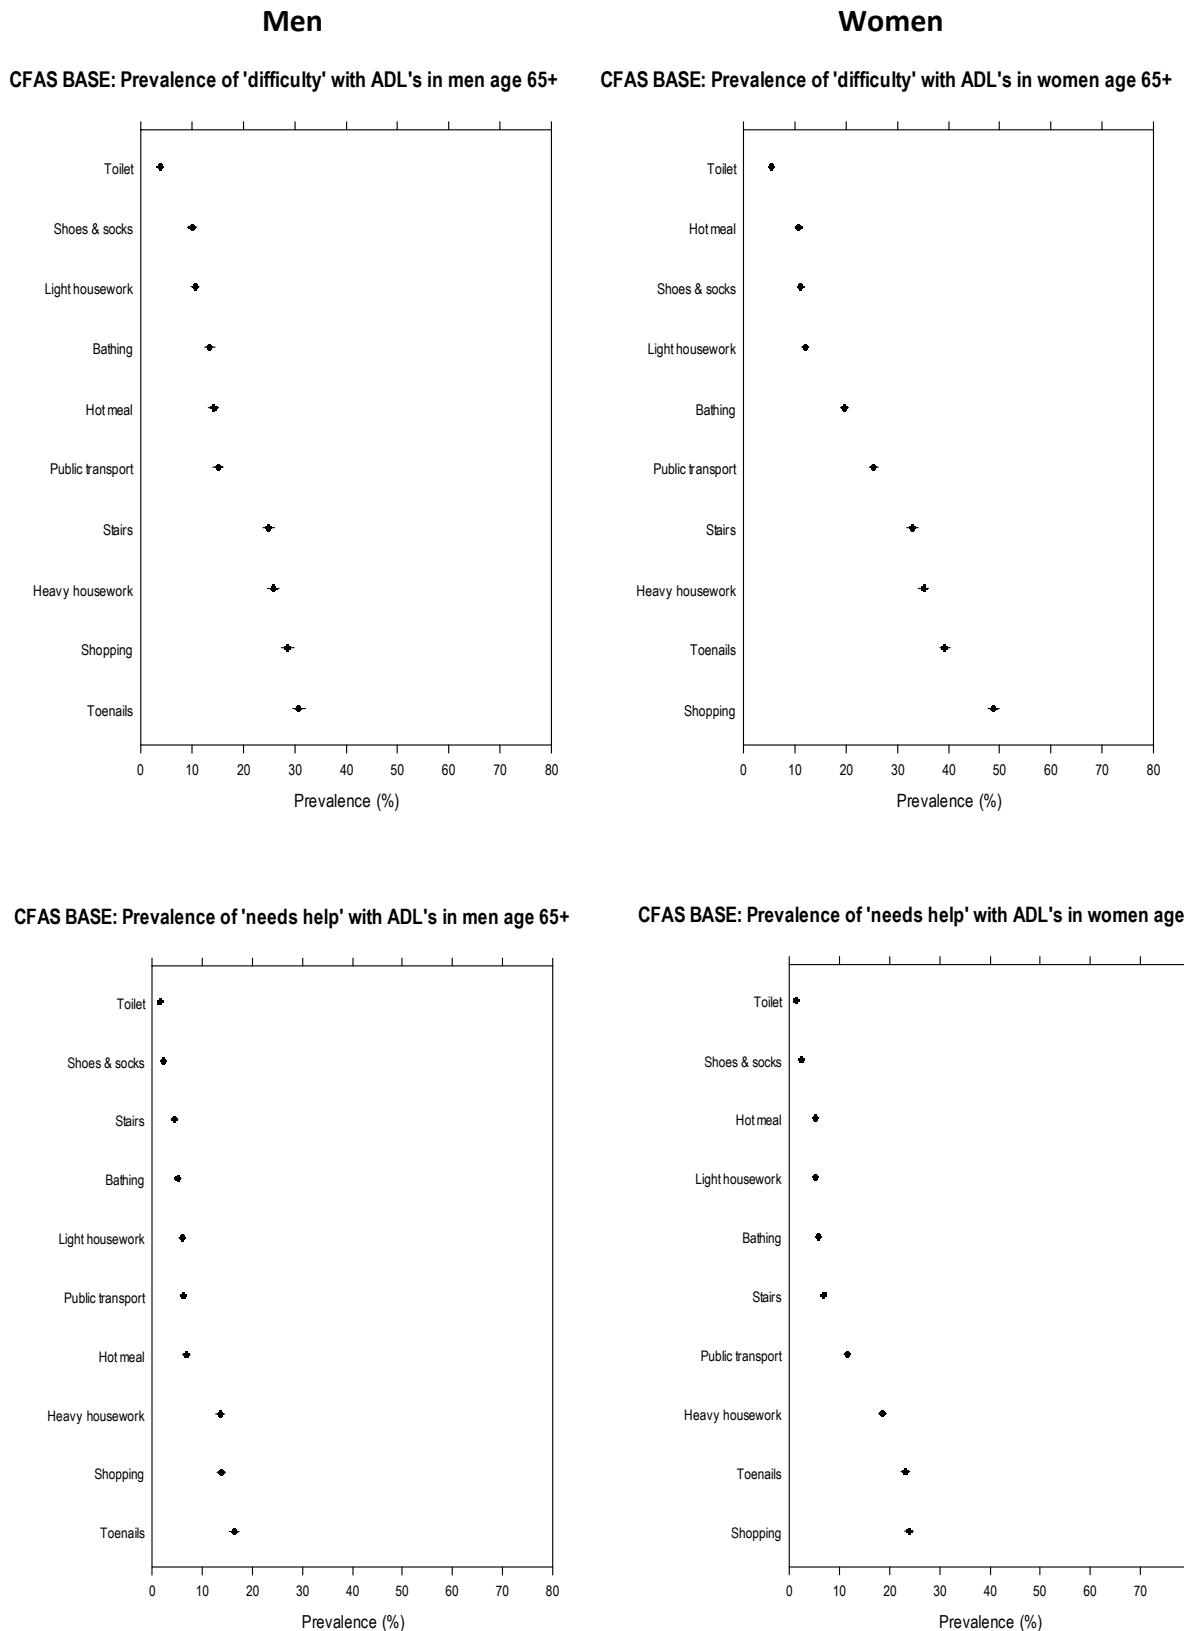 Men
Women
CFAS BASE: Prevalence of 'difficulty' with ADL's in men age 65+
Toilet
Shoes & socks
Light housework
Bathing
Hot meal
Public transport
Stairs
Heavy housework
Shopping
Toenails
0 10 20 30 40 50 60 70 80
Prevalence (%)
CFAS BASE: Prevalence of 'difficulty' with ADL's in women age 65+
Toilet
Hot meal
Shoes & socks
Light housework
Bathing
Public transport
Stairs
Heavy housework
Toenails
Shopping
0 10 20 30 40 50 60 70 80
Prevalence (%)
CFAS BASE: Prevalence of 'needs help' with ADL's in men age 65+
Toilet
Shoes & socks
Stairs
Bathing
Light housework
Public transport
Hot meal
Heavy housework
Shopping
Toenails
0 10 20 30 40 50 60 70 80
Prevalence (%)
CFAS BASE: Prevalence of 'needs help' with ADL's in women age
Toilet
Shoes & socks
Hot meal
Light housework
Bathing
Stairs
Public transport
Heavy housework
Toenails
Shopping
0 10 20 30 40 50 60 70
Prevalence (%)